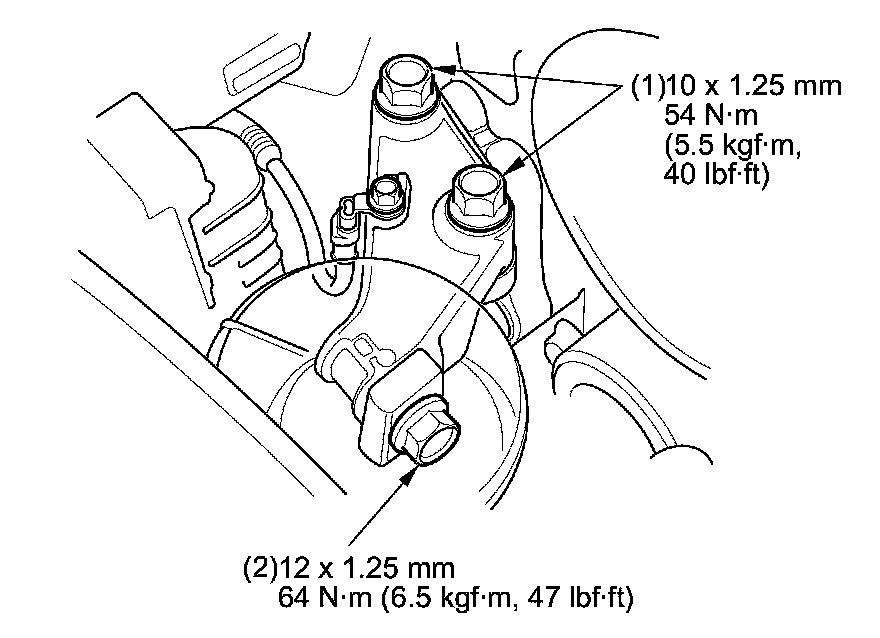 (1)10 x 1.25 mm
54 N·m
(5.5 kgf·m,
40 lbf·ft)
(2)12 x 1.25 mm
64 N·m (6.5 kgf·m, 47 lbf·ft)